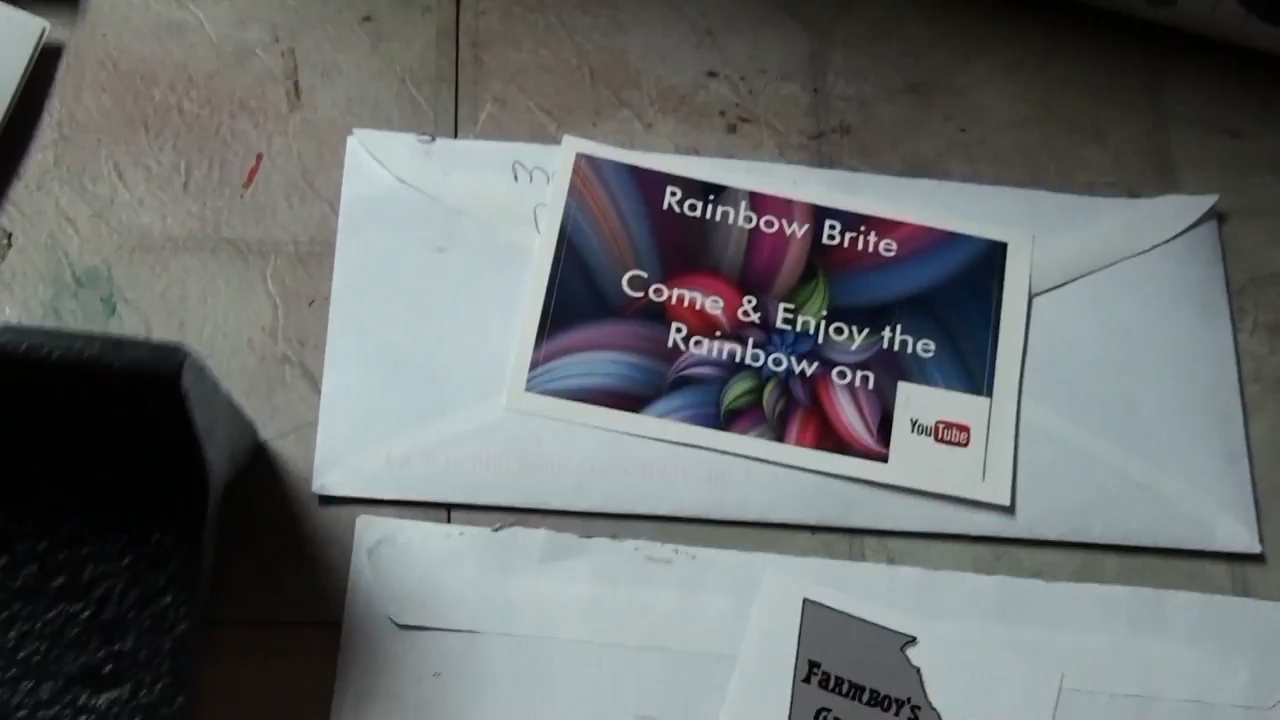 Rainbow Brite
Come & Enjoy the
Rainbow on
YouTube
FARMBOY'S